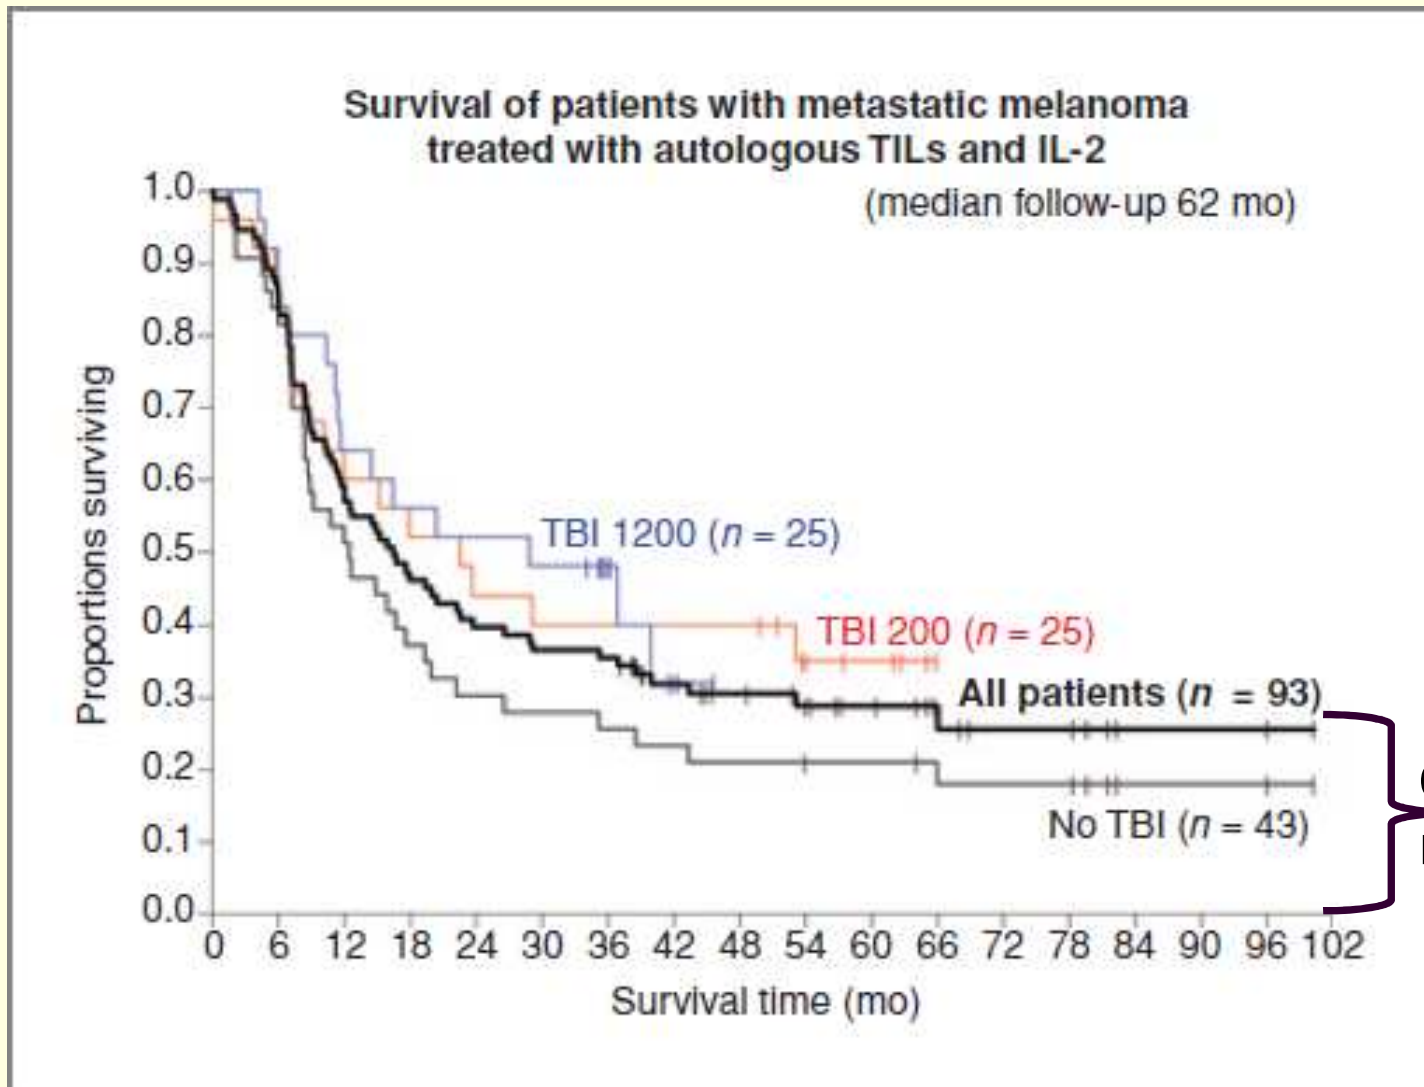 Survival of patients with metastatic melanoma
treated with autologous TILs and IL-2
(median follow-up 62 mo)
Proportions surviving
1.0
0.9
0.8
0.7
0.6
0.5
0.4
0.3
0.2
0.1
0.0
TBI 1200 (n = 25)
TBI 200 (n = 25)
All patients (n = 93)
No TBI (n = 43)
0 6 12 18 24 30 36 42 48 54 60 66 72 78 84 90 96 102
Survival time (mo)